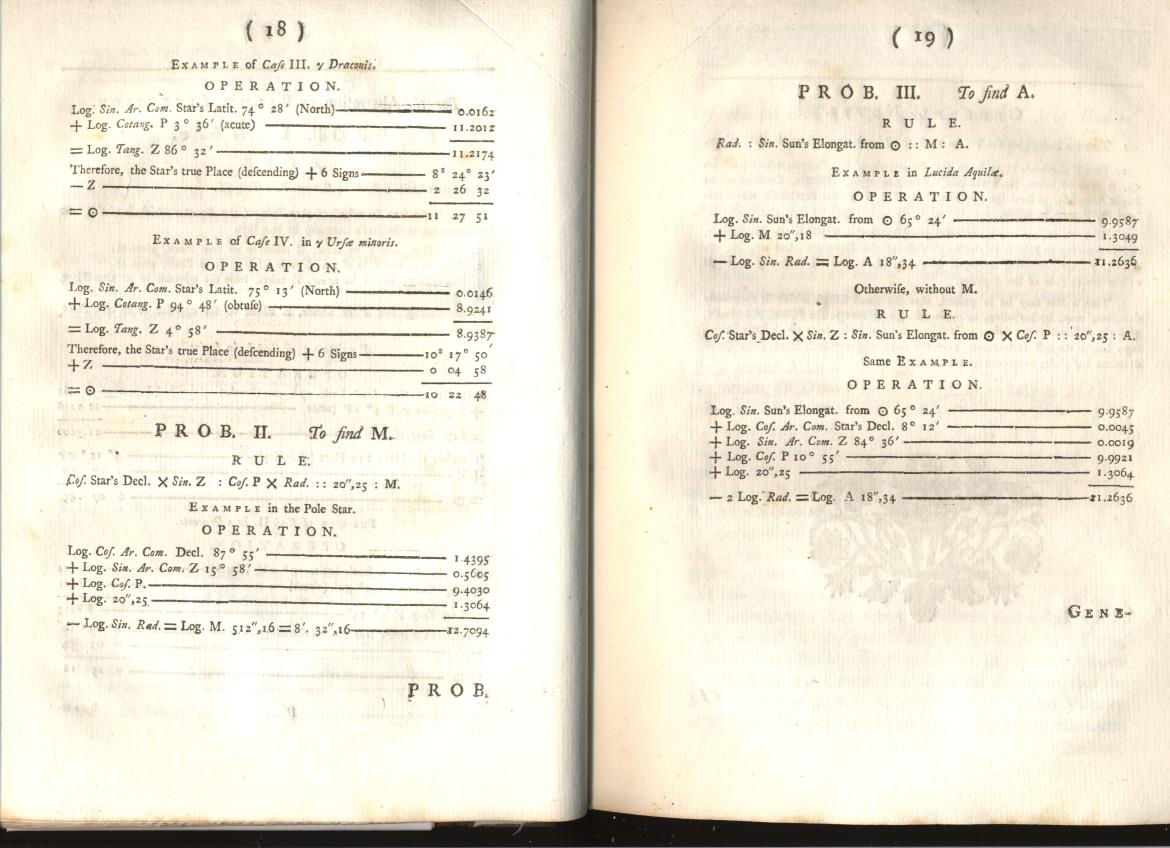 ( 18 )
EXAMPLE of Caſe III. γ Draconis.
OPERATION.
Log. Sin. Ar. Com. Star's Latit. 74° 28′ (North)— 0.0162
+ Log. Cotang. P 3° 36′ (acute) — 11.2012
= Log. Tang. Z 86° 32′ — 11.2174
Therefore, the Star's true Place (deſcending) + 6 Signs— 8ˢ 24° 23′
— Z — 2 26 32
= ☉ — 11 27 51
EXAMPLE of Caſe IV. in γ Urſæ minoris.
OPERATION.
Log. Sin. Ar. Com. Latit. 75° 13′ (North) — 0.0146
+ Log. Cotang. P 94° 48′ (obtuſe) — 8.9241
= Log. Tang. Z 4° 58′ — 8.9387
Therefore, the Star's true Place (deſcending) + 6 Signs— 10ˢ 17° 50′
+ Z — 0 04 58
= ☉ — 10 22 48
PROB. II. To find M.
RULE.
Coſ. Star's Decl. × Sin. Z : Coſ. P × Rad. :: 20″,25 : M.
EXAMPLE in the Pole Star.
OPERATION.
Log. Coſ. Ar. Com. Decl. 87° 55′ — 1.4395
+ Log. Sin. Ar. Com. Z 15° 58′ — 0.5605
+ Log. Coſ. P. — 9.4030
+ Log. 20″,25 — 1.3064
— Log. Sin. Rad. = Log. M. 512″,16 = 8′. 32″,16— 12.7094
PROB.
( 19 )
PROB. III. To find A.
RULE.
Rad. : Sin. Sun's Elongat. from ☉ :: M : A.
EXAMPLE in Lucida Aquilæ.
OPERATION.
Log. Sin. Sun's Elongat. from ☉ 65° 24′ — 9.9587
+ Log. M 20″,18 — 1.3049
— Log. Sin. Rad. = Log. A 18″,34 — 11.2636
Otherwiſe, without M.
RULE.
Coſ. Star's Decl. × Sin. Z : Sin. Sun's Elongat. from ☉ × Coſ. P :: 20″,25 : A.
Same EXAMPLE.
OPERATION.
Log. Sin. Sun's Elongat. from ☉ 65° 24′ — 9.9587
+ Log. Coſ. Ar. Com. Star's Decl. 8° 12′ — 0.0045
+ Log. Sin. Ar. Com. Z 84° 36′ — 0.0019
+ Log. Coſ. P 10° 55′ — 9.9921
+ Log. 20″,25 — 1.3064
— 2 Log. Rad. = Log. A 18″,34 — 21.2636
GENE-